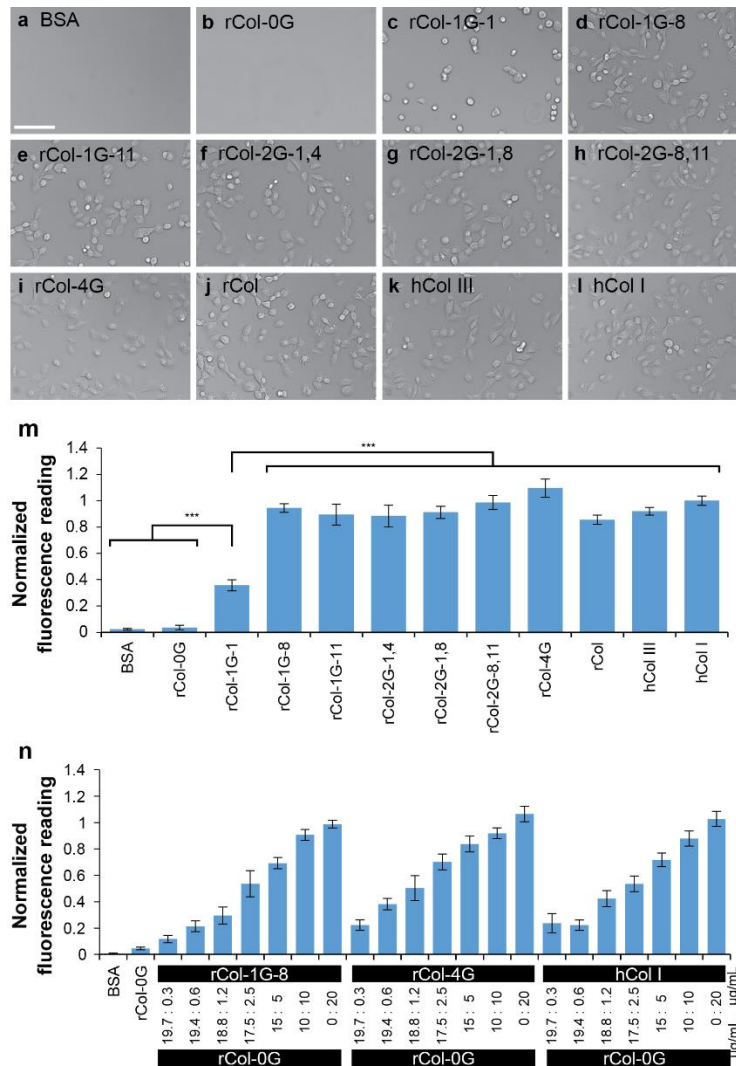 a BSA
b rCol-0G
c rCol-1G-1
d rCol-1G-8
e rCol-1G-11
f rCol-2G-1,4
g rCol-2G-1,8
h rCol-2G-8,11
i rCol-4G
j rCol
k hCol III
l hCol I
m
Normalized
fluorescence reading
1.4
1.2
1
0.8
0.6
0.4
0.2
0
***
***
BSA
rCol-0G
rCol-1G-1
rCol-1G-8
rCol-1G-11
rCol-2G-1,4
rCol-2G-1,8
rCol-2G-8,11
rCol-4G
rCol
hCol III
hCol I
n
Normalized
fluorescence reading
1.4
1.2
1
0.8
0.6
0.4
0.2
0
BSA
rCol-0G
rCol-1G-8
rCol-4G
hCol I
µg/mL
19.7 : 0.3
19.4 : 0.6
18.8 : 1.2
17.5 : 2.5
15 : 5
10 : 10
0 : 20
19.7 : 0.3
19.4 : 0.6
18.8 : 1.2
17.5 : 2.5
15 : 5
10 : 10
0 : 20
19.7 : 0.3
19.4 : 0.6
18.8 : 1.2
17.5 : 2.5
15 : 5
10 : 10
0 : 20
µg/mL
rCol-0G
rCol-0G
rCol-0G